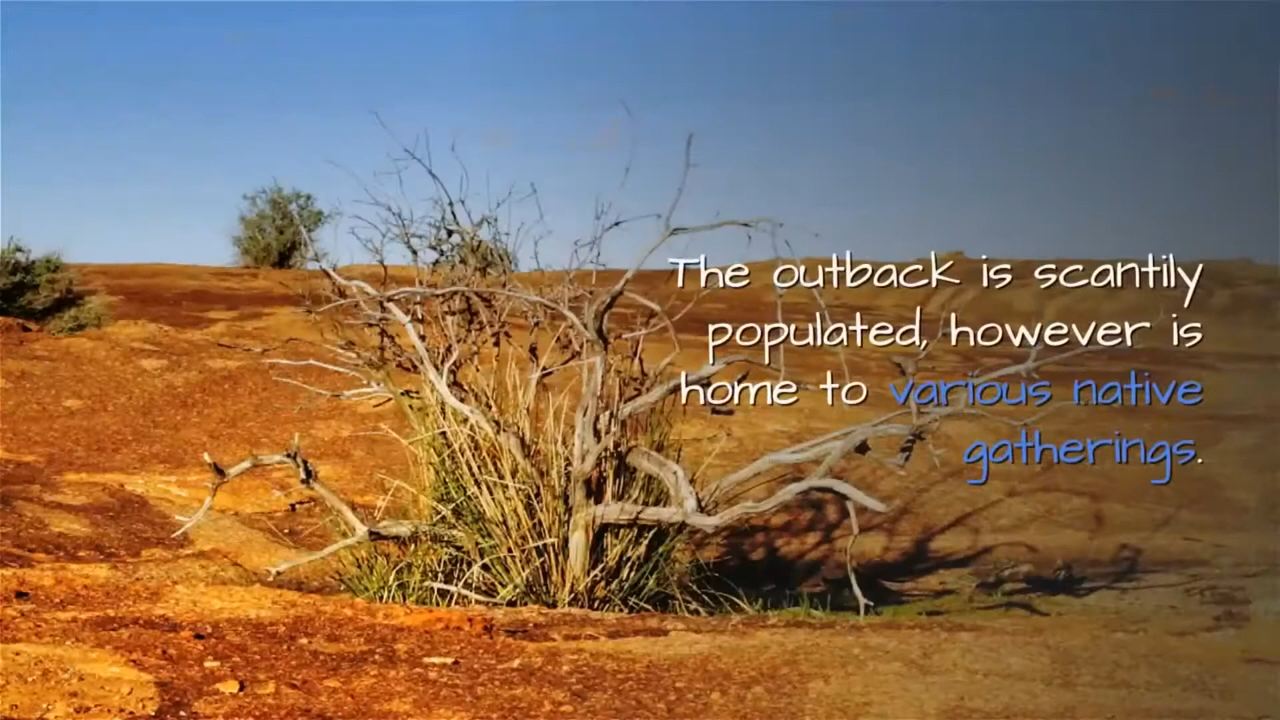 The outback is scantily
populated, however is
home to various native
gatherings.